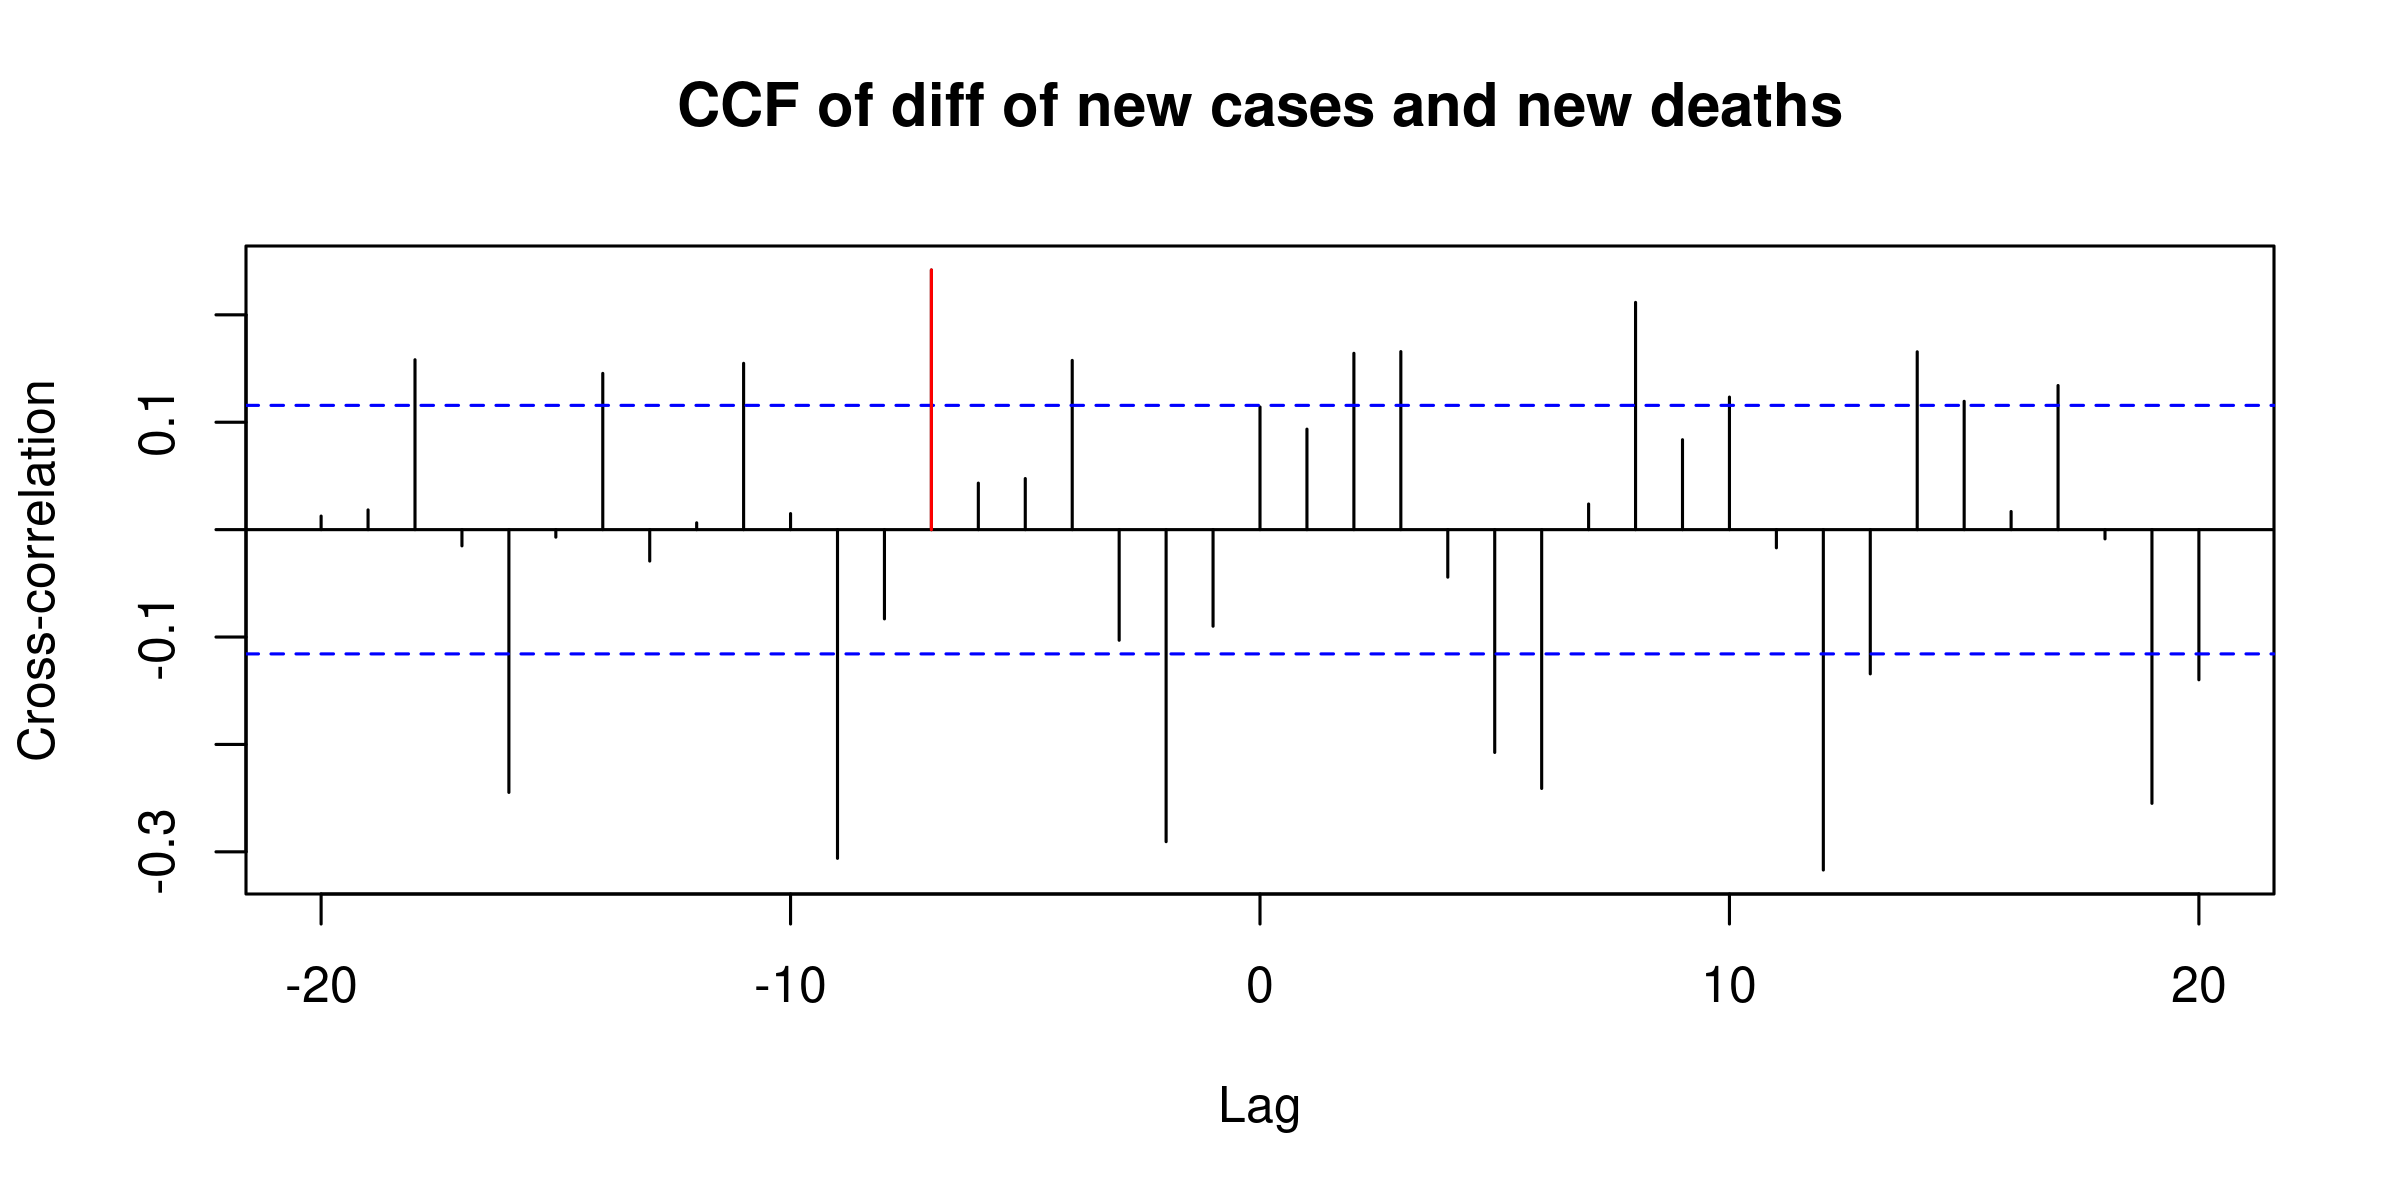 CCF of diff of new cases and new deaths
Cross-correlation
0.1
-0.1
-0.3
-20 -10 0 10 20
Lag